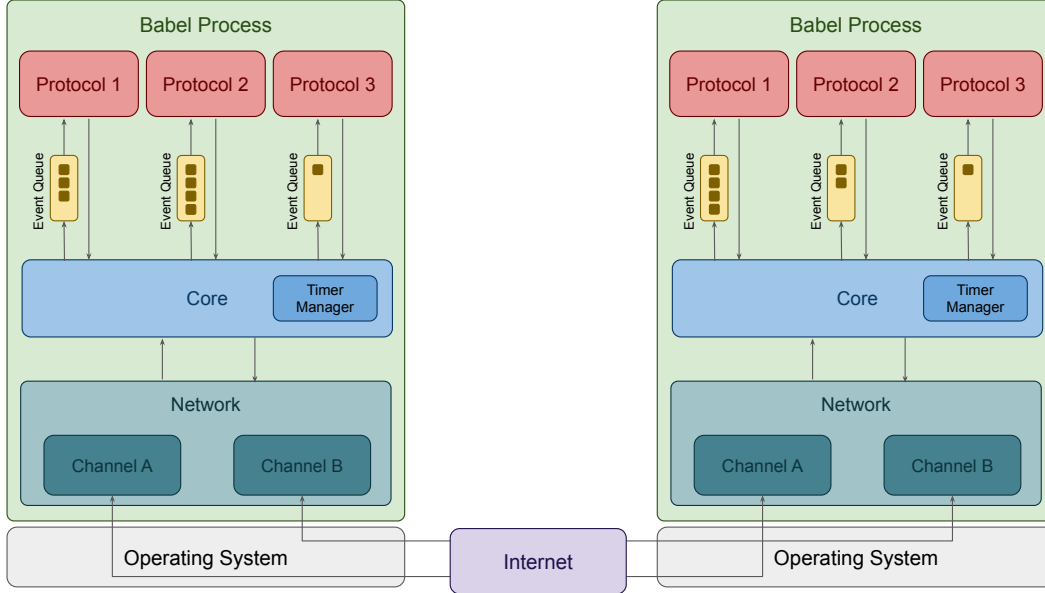 Babel Process
Protocol 1
Protocol 2
Protocol 3
Event Queue
Event Queue
Event Queue
Core
Timer
Manager
Network
Channel A
Channel B
Operating System
Internet
Babel Process
Protocol 1
Protocol 2
Protocol 3
Event Queue
Event Queue
Event Queue
Core
Timer
Manager
Network
Channel A
Channel B
Operating System